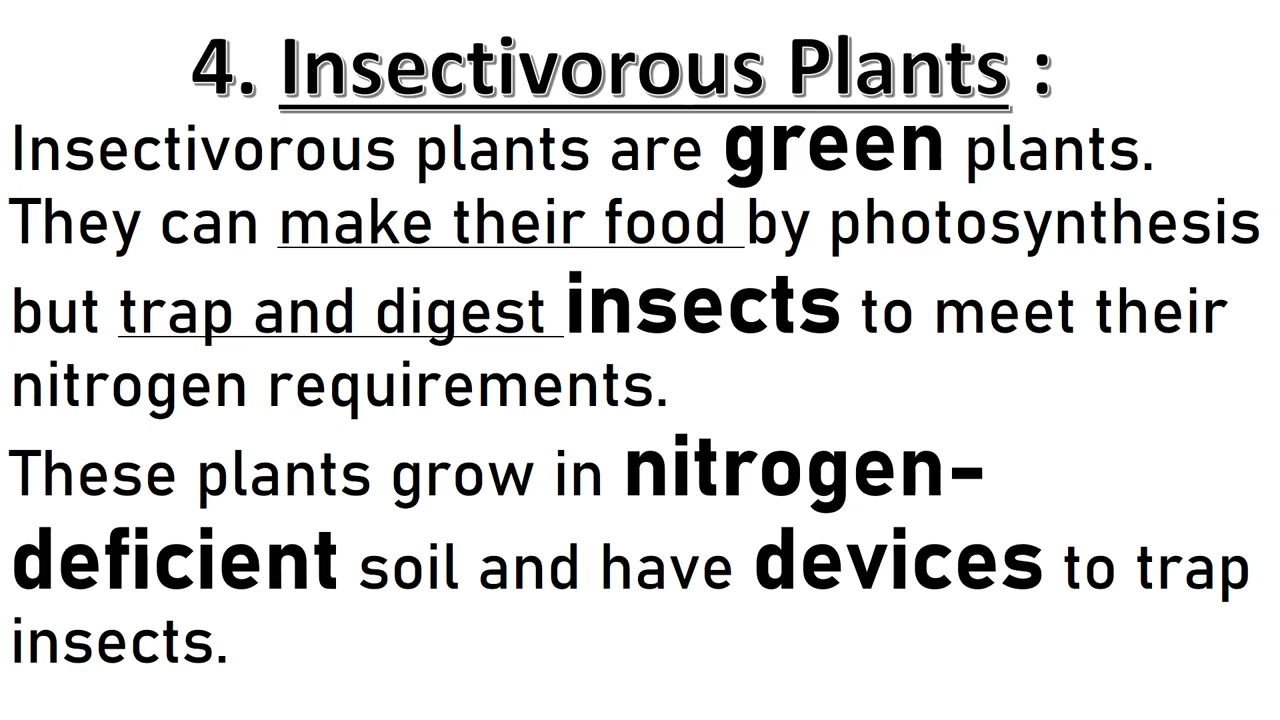 4. Insectivorous Plants :
Insectivorous plants are green plants.
They can make their food by photosynthesis
but trap and digest insects to meet their
nitrogen requirements.
These plants grow in nitrogen-
deficient soil and have devices to trap
insects.